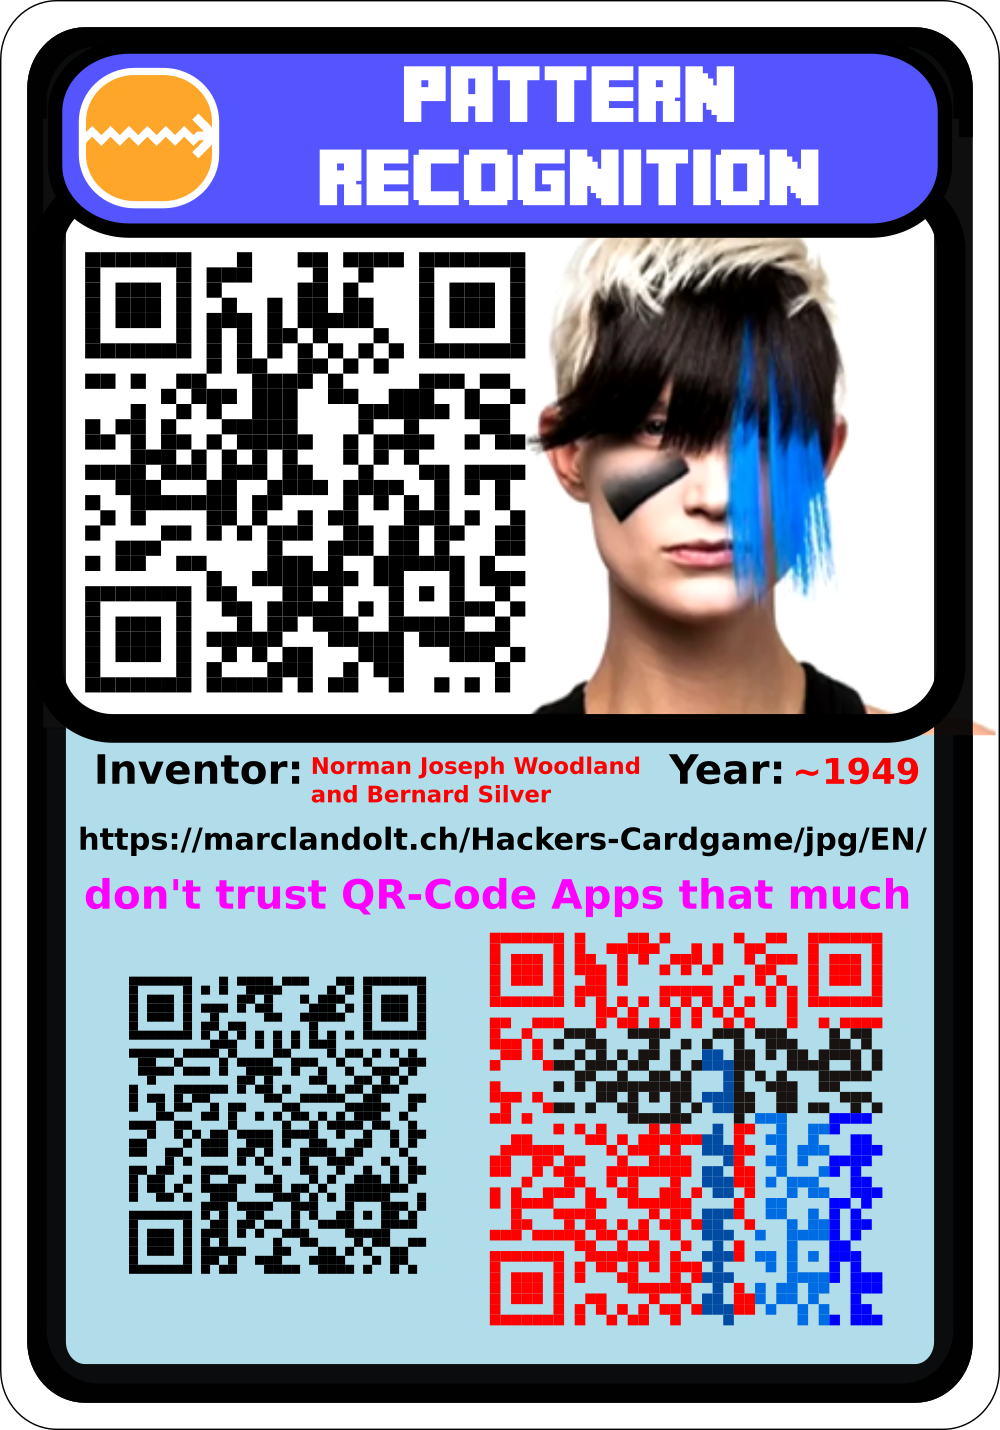 PATTERN
RECOGNITION
Inventor: Norman Joseph Woodland and Bernard Silver Year: ~1949
https://marclandolt.ch/Hackers-Cardgame/jpg/EN/
don't trust QR-Code Apps that much